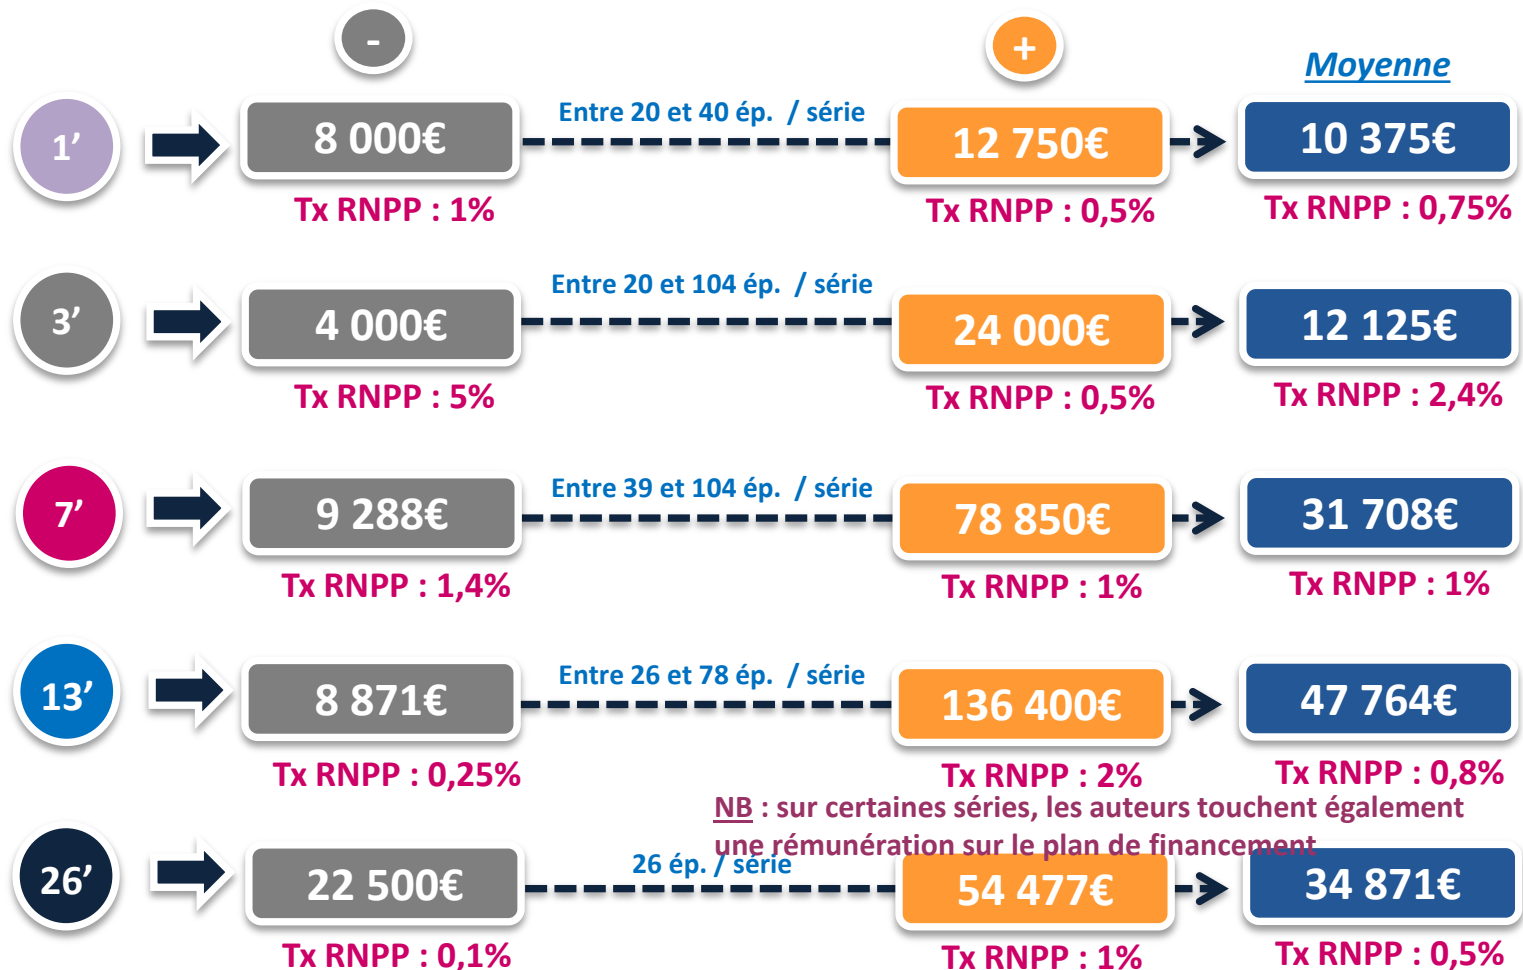 -
+
Moyenne
1’
8 000€
Entre 20 et 40 ép. / série
12 750€
10 375€
Tx RNPP : 1%
Tx RNPP : 0,5%
Tx RNPP : 0,75%
3’
4 000€
Entre 20 et 104 ép. / série
24 000€
12 125€
Tx RNPP : 5%
Tx RNPP : 0,5%
Tx RNPP : 2,4%
7’
9 288€
Entre 39 et 104 ép. / série
78 850€
31 708€
Tx RNPP : 1,4%
Tx RNPP : 1%
Tx RNPP : 1%
13’
8 871€
Entre 26 et 78 ép. / série
136 400€
47 764€
Tx RNPP : 0,25%
Tx RNPP : 2%
Tx RNPP : 0,8%
NB : sur certaines séries, les auteurs touchent également
une rémunération sur le plan de financement
26’
22 500€
26 ép. / série
54 477€
34 871€
Tx RNPP : 0,1%
Tx RNPP : 1%
Tx RNPP : 0,5%